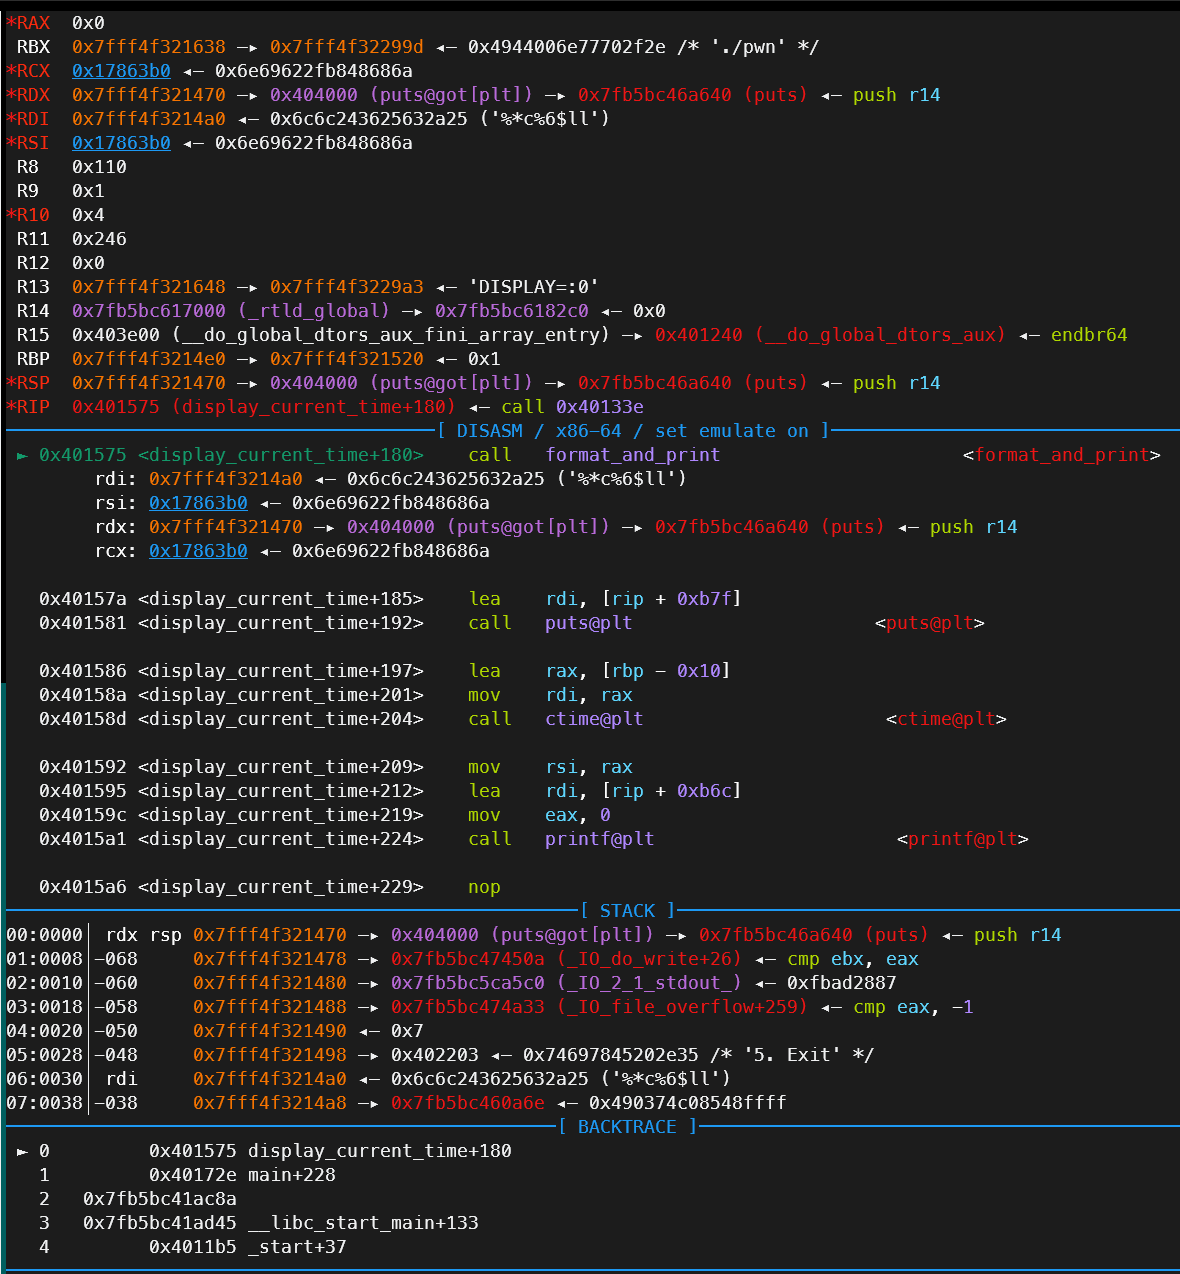 *RAX  0x0
 RBX  0x7fff4f321638 —▸ 0x7fff4f32299d ◂— 0x4944006e77702f2e /* './pwn' */
*RCX  0x17863b0 ◂— 0x6e69622fb848686a
*RDX  0x7fff4f321470 —▸ 0x404000 (puts@got[plt]) —▸ 0x7fb5bc46a640 (puts) ◂— push r14
*RDI  0x7fff4f3214a0 ◂— 0x6c6c243625632a25 ('%*c%6$ll')
*RSI  0x17863b0 ◂— 0x6e69622fb848686a
 R8   0x110
 R9   0x1
*R10  0x4
 R11  0x246
 R12  0x0
 R13  0x7fff4f321648 —▸ 0x7fff4f3229a3 ◂— 'DISPLAY=:0'
 R14  0x7fb5bc617000 (_rtld_global) —▸ 0x7fb5bc6182c0 ◂— 0x0
 R15  0x403e00 (__do_global_dtors_aux_fini_array_entry) —▸ 0x401240 (__do_global_dtors_aux) ◂— endbr64
 RBP  0x7fff4f3214e0 —▸ 0x7fff4f321520 ◂— 0x1
*RSP  0x7fff4f321470 —▸ 0x404000 (puts@got[plt]) —▸ 0x7fb5bc46a640 (puts) ◂— push r14
*RIP  0x401575 (display_current_time+180) ◂— call 0x40133e
[ DISASM / x86-64 / set emulate on ]
 ► 0x401575 <display_current_time+180>    call   format_and_print                      <format_and_print>
        rdi: 0x7fff4f3214a0 ◂— 0x6c6c243625632a25 ('%*c%6$ll')
        rsi: 0x17863b0 ◂— 0x6e69622fb848686a
        rdx: 0x7fff4f321470 —▸ 0x404000 (puts@got[plt]) —▸ 0x7fb5bc46a640 (puts) ◂— push r14
        rcx: 0x17863b0 ◂— 0x6e69622fb848686a
   0x40157a <display_current_time+185>    lea    rdi, [rip + 0xb7f]
   0x401581 <display_current_time+192>    call   puts@plt                      <puts@plt>
   0x401586 <display_current_time+197>    lea    rax, [rbp - 0x10]
   0x40158a <display_current_time+201>    mov    rdi, rax
   0x40158d <display_current_time+204>    call   ctime@plt                      <ctime@plt>
   0x401592 <display_current_time+209>    mov    rsi, rax
   0x401595 <display_current_time+212>    lea    rdi, [rip + 0xb6c]
   0x40159c <display_current_time+219>    mov    eax, 0
   0x4015a1 <display_current_time+224>    call   printf@plt                      <printf@plt>
   0x4015a6 <display_current_time+229>    nop
[ STACK ]
00:0000│ rdx rsp 0x7fff4f321470 —▸ 0x404000 (puts@got[plt]) —▸ 0x7fb5bc46a640 (puts) ◂— push r14
01:0008│-068     0x7fff4f321478 —▸ 0x7fb5bc47450a (_IO_do_write+26) ◂— cmp ebx, eax
02:0010│-060     0x7fff4f321480 —▸ 0x7fb5bc5ca5c0 (_IO_2_1_stdout_) ◂— 0xfbad2887
03:0018│-058     0x7fff4f321488 —▸ 0x7fb5bc474a33 (_IO_file_overflow+259) ◂— cmp eax, -1
04:0020│-050     0x7fff4f321490 ◂— 0x7
05:0028│-048     0x7fff4f321498 —▸ 0x402203 ◂— 0x74697845202e35 /* '5. Exit' */
06:0030│ rdi     0x7fff4f3214a0 ◂— 0x6c6c243625632a25 ('%*c%6$ll')
07:0038│-038     0x7fff4f3214a8 —▸ 0x7fb5bc460a6e ◂— 0x490374c08548ffff
[ BACKTRACE ]
 ► 0         0x401575 display_current_time+180
   1         0x40172e main+228
   2   0x7fb5bc41ac8a
   3   0x7fb5bc41ad45 __libc_start_main+133
   4         0x4011b5 _start+37